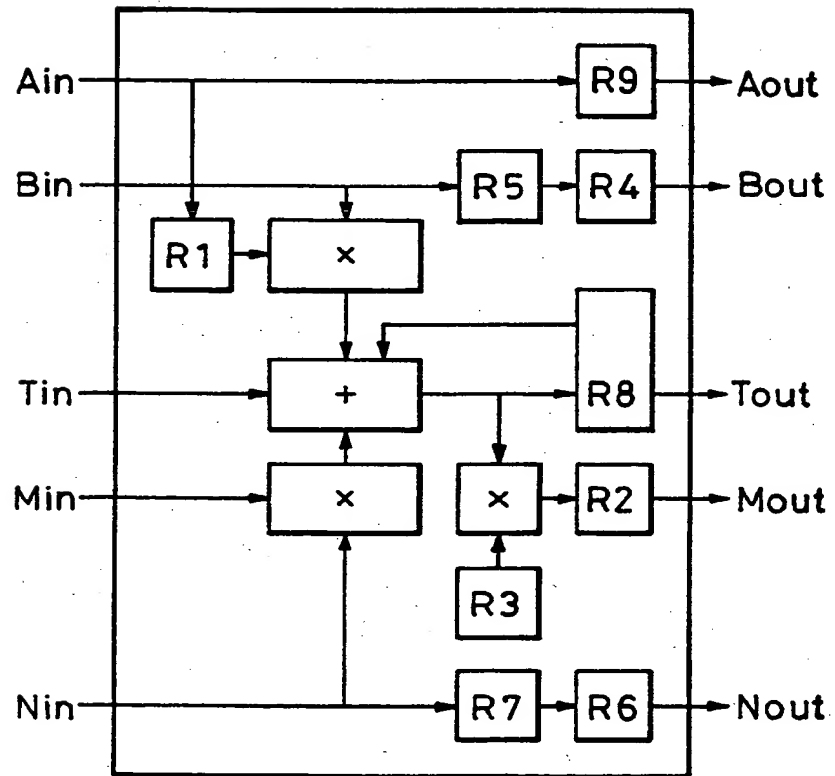 Ain R9 Aout
Bin R5 R4 Bout
R1 ×
Tin + R8 Tout
Min × × R2 Mout
R3
Nin R7 R6 Nout